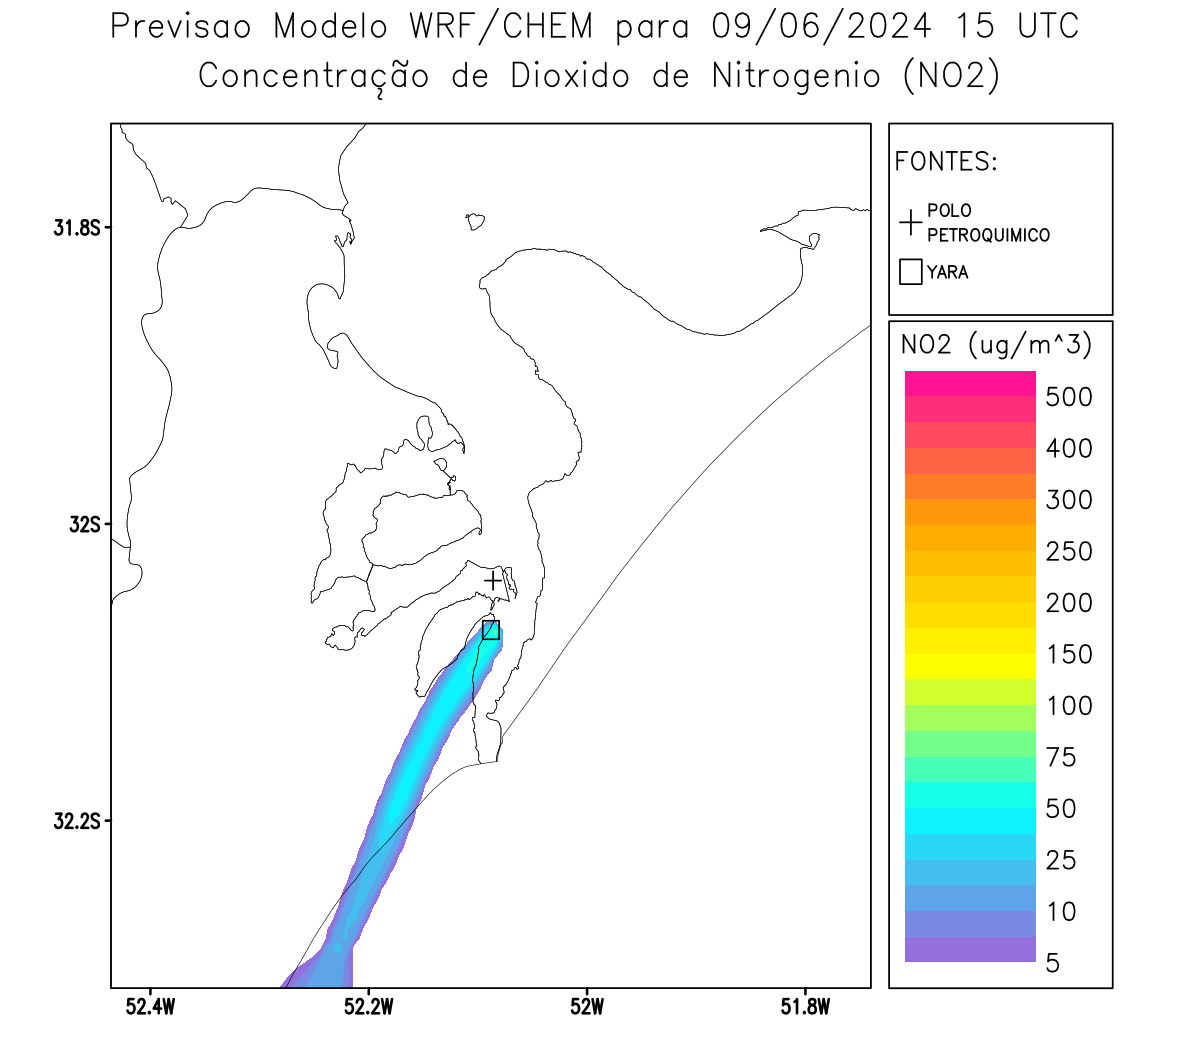 Previsao Modelo WRF/CHEM para 09/06/2024 15 UTC
Concentração de Dioxido de Nitrogenio (NO2)
FONTES:
POLO
PETROQUIMICO
YARA
NO2 (ug/m^3)
500
400
300
250
200
150
100
75
50
25
10
5
31.8S
32S
32.2S
52.4W
52.2W
52W
51.8W